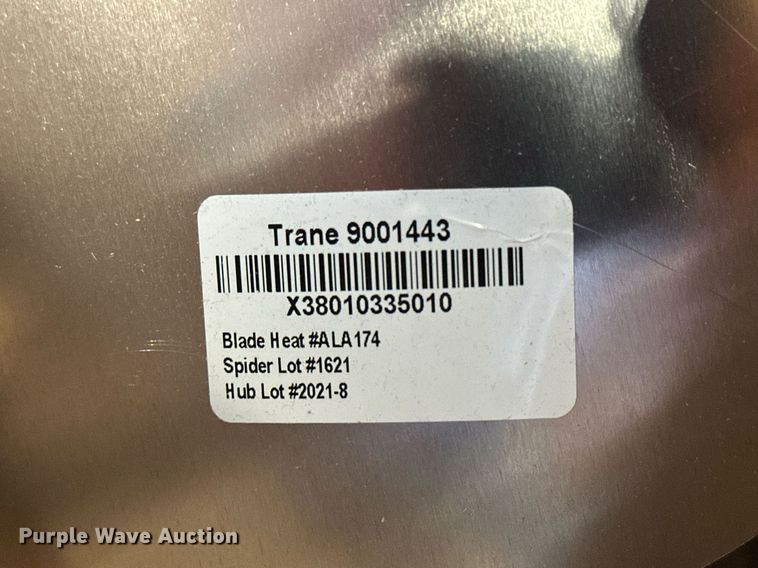 Trane 9001443
X38010335010
Blade Heat #ALA174
Spider Lot #1621
Hub Lot #2021-8
Purple Wave Auction®